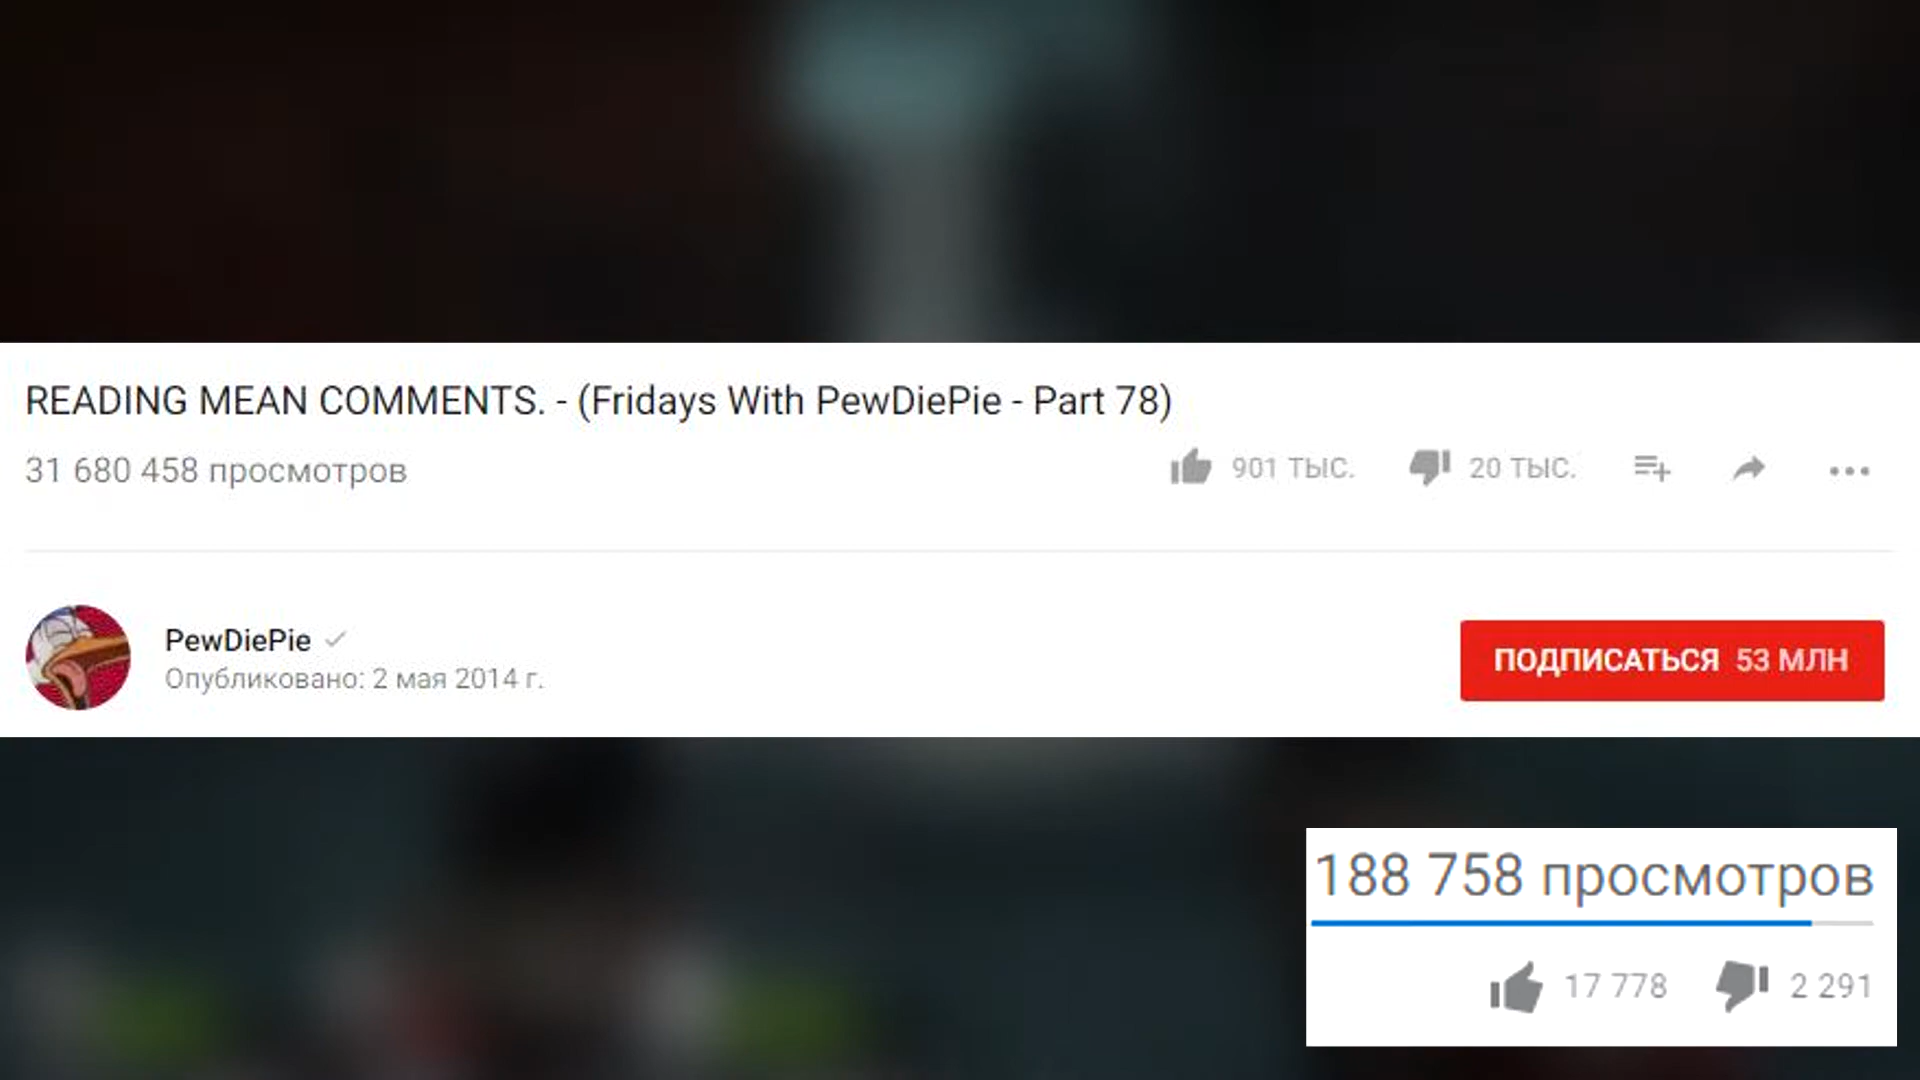 READING MEAN COMMENTS. - (Fridays With PewDiePie - Part 78)
31 680 458 просмотров
901 ТЫС.
20 ТЫС.
PewDiePie
Опубликовано: 2 мая 2014 г.
ПОДПИСАТЬСЯ 53 МЛН
188 758 просмотров
17 778
2 291